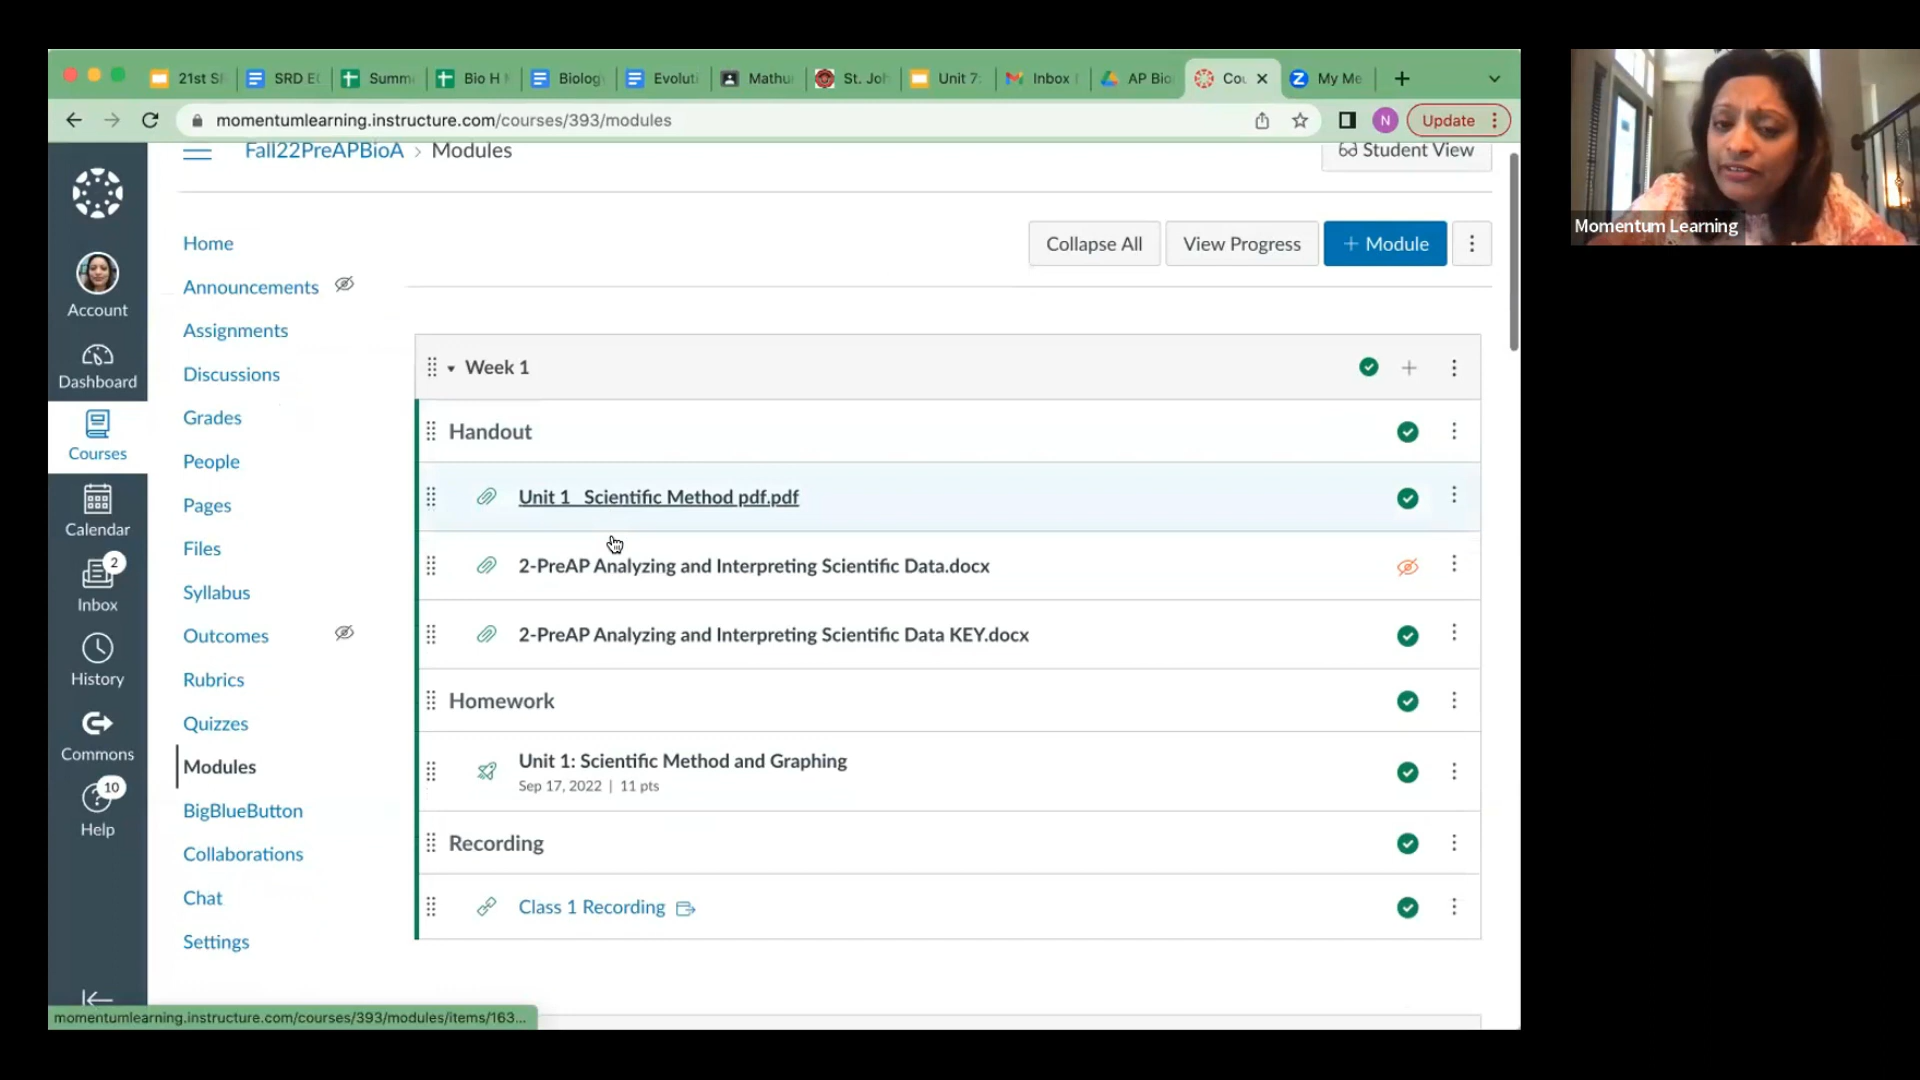 21st S
SRD E
Summ
Bio H
Biolog
Evoluti
Mathu
St. Joh
Unit 7:
Inbox
AP Bio
Cou
My Me
momentumlearning.instructure.com/courses/393/modules
N
Update
Fall22PreAPBioA > Modules
Student View
Momentum Learning
Collapse All
View Progress
+ Module
Account
Dashboard
Courses
Calendar
2
Inbox
History
Commons
10
Help
Home
Announcements
Assignments
Discussions
Grades
People
Pages
Files
Syllabus
Outcomes
Rubrics
Quizzes
Modules
BigBlueButton
Collaborations
Chat
Settings
Week 1
Handout
Unit 1 Scientific Method pdf.pdf
2-PreAP Analyzing and Interpreting Scientific Data.docx
2-PreAP Analyzing and Interpreting Scientific Data KEY.docx
Homework
Unit 1: Scientific Method and Graphing
Sep 17, 2022 | 11 pts
Recording
Class 1 Recording
momentumlearning.instructure.com/courses/393/modules/items/163...